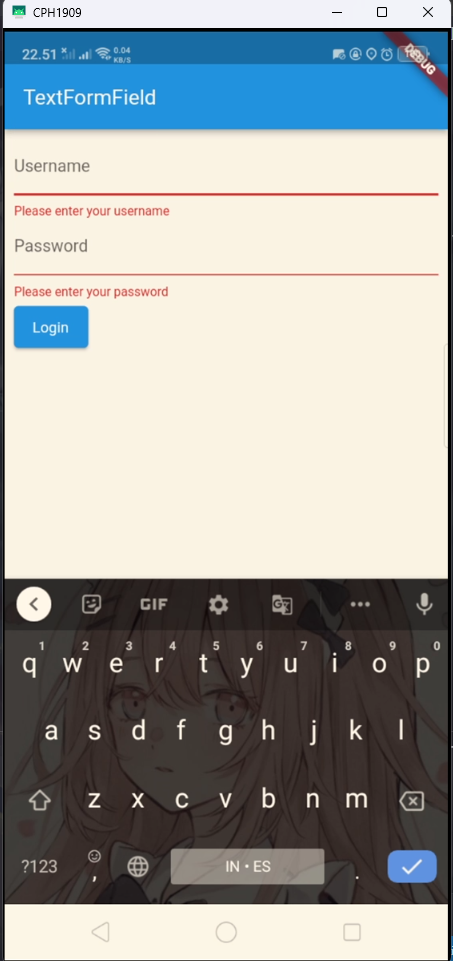 CPH1909
22.51 0.04 KB/S
DEBUG
TextFormField
Username
Please enter your username
Password
Please enter your password
Login
GIF
1 2 3 4 5 6 7 8 9 0
q w e r t y u i o p
a s d f g h j k l
z x c v b n m
?123 , IN • ES .